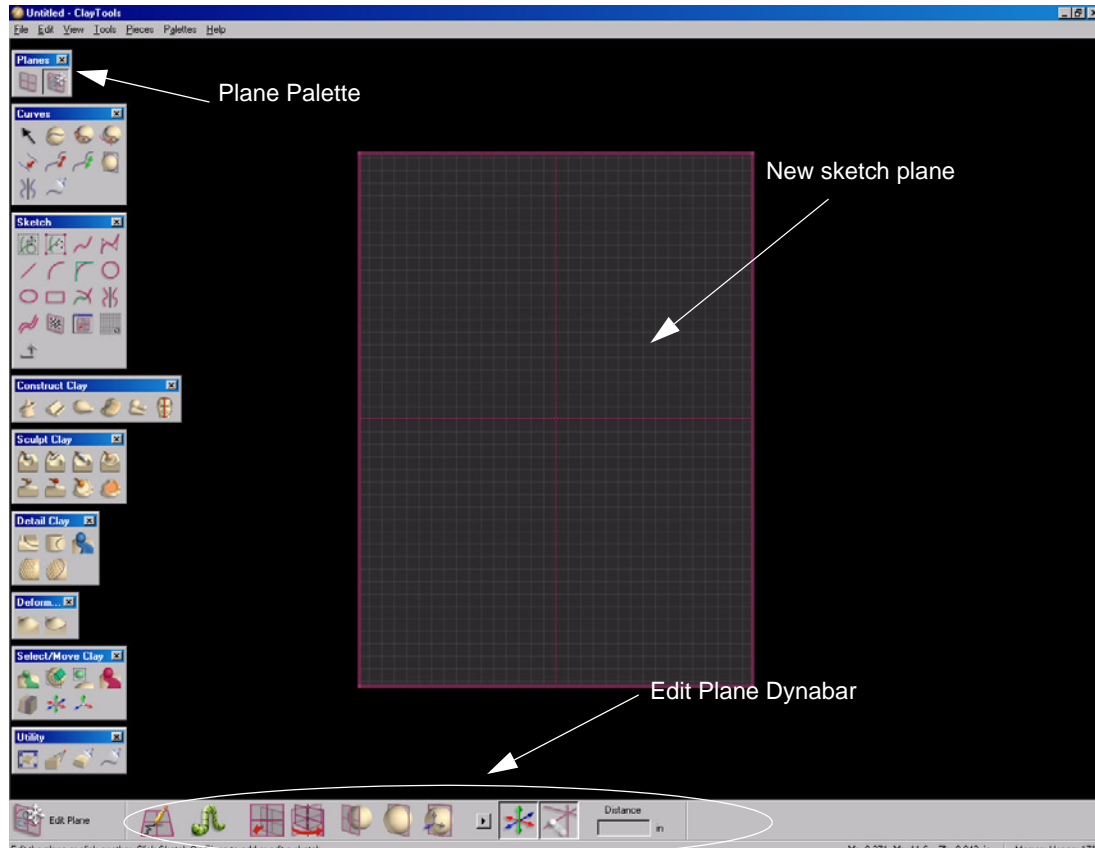 Untitled - ClayTools
File Edit View Tools Pieces Palettes Help
Planes
Plane Palette
Curves
New sketch plane
Sketch
Construct Clay
Sculpt Clay
Detail Clay
Deform...
Select/Move Clay
Edit Plane Dynabar
Utility
Edit Plane
Distance
in